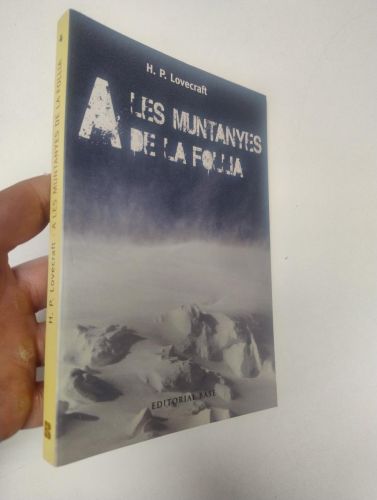 H. P. Lovecraft
A LES MUNTANYES
DE LA FOLLIA
EDITORIAL BASE
H. P. Lovecraft · A LES MUNTANYES DE LA FOLLIA